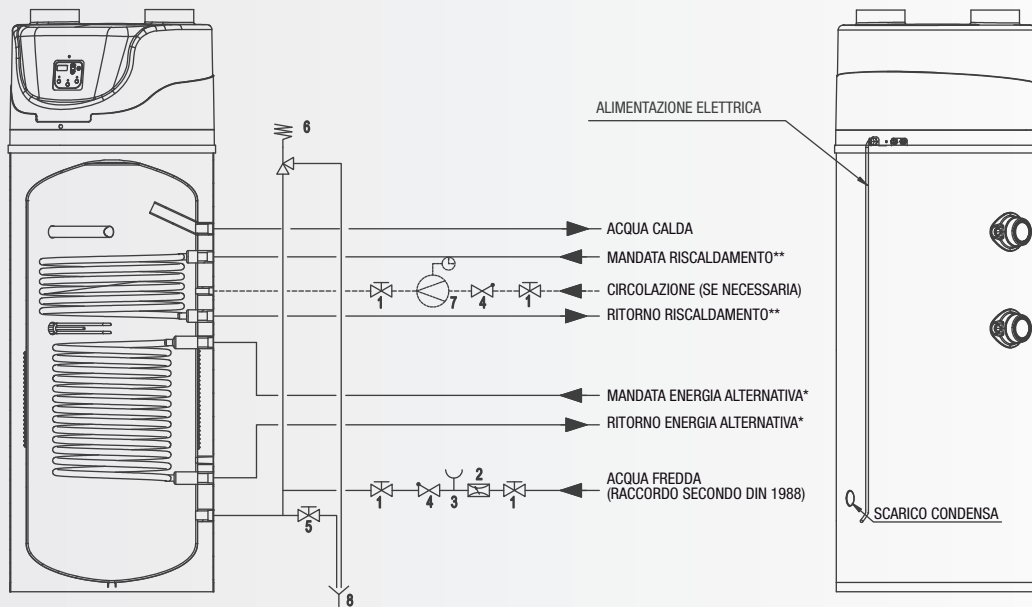 6
ALIMENTAZIONE ELETTRICA
ACQUA CALDA
MANDATA RISCALDAMENTO**
1 7 4 1
CIRCOLAZIONE (SE NECESSARIA)
RITORNO RISCALDAMENTO**
MANDATA ENERGIA ALTERNATIVA*
RITORNO ENERGIA ALTERNATIVA*
2
1 4 3 1
ACQUA FREDDA
(RACCORDO SECONDO DIN 1988)
5
SCARICO CONDENSA
8